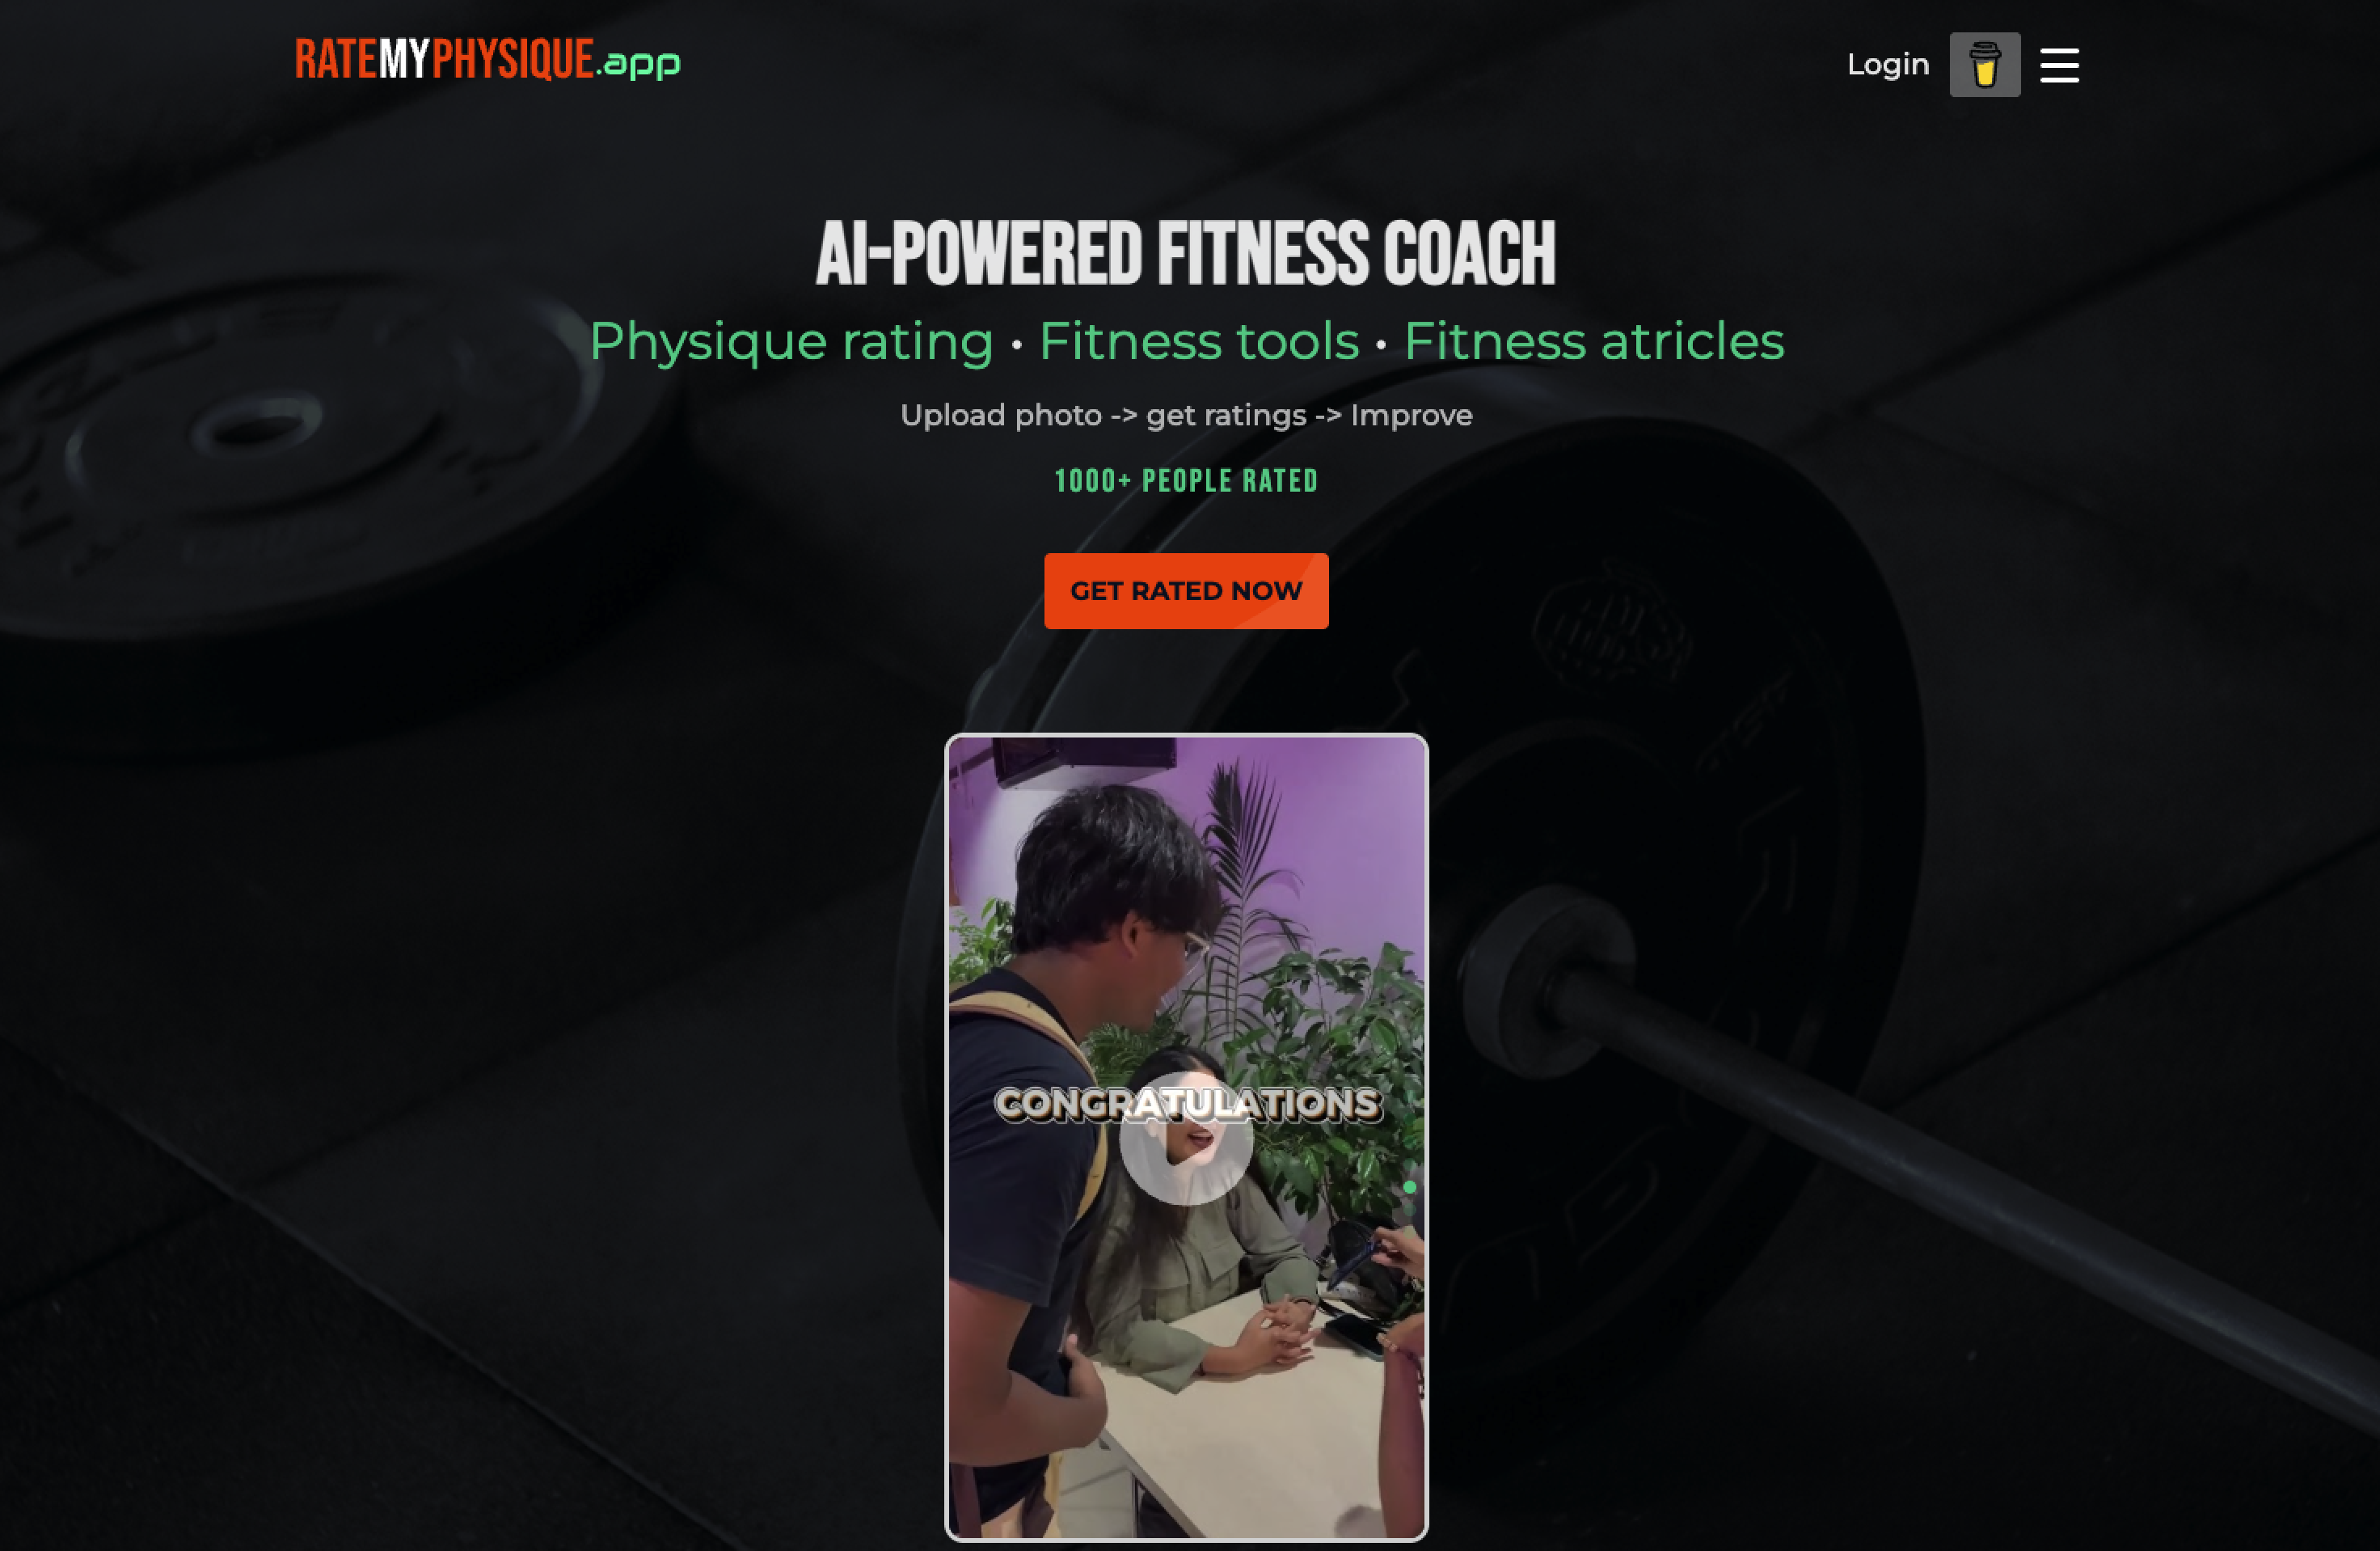 RATEMYPHYSIQUE.app
Login
AI-POWERED FITNESS COACH
Physique rating • Fitness tools • Fitness atricles
Upload photo -> get ratings -> Improve
1000+ PEOPLE RATED
GET RATED NOW
CONGRATULATIONS